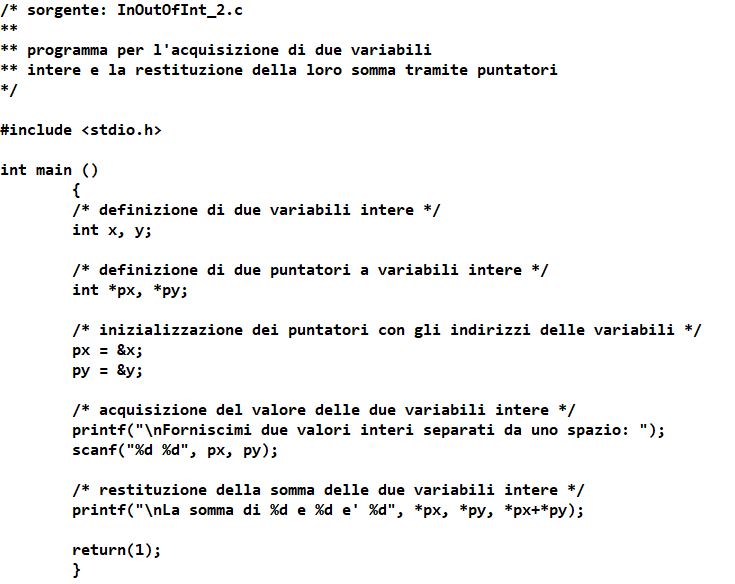 /* sorgente: InOutOfInt_2.c
**
** programma per l'acquisizione di due variabili
** intere e la restituzione della loro somma tramite puntatori
*/
#include <stdio.h>
int main ()
{
/* definizione di due variabili intere */
int x, y;
/* definizione di due puntatori a variabili intere */
int *px, *py;
/* inizializzazione dei puntatori con gli indirizzi delle variabili */
px = &x;
py = &y;
/* acquisizione del valore delle due variabili intere */
printf("\nForniscimi due valori interi separati da uno spazio: ");
scanf("%d %d", px, py);
/* restituzione della somma delle due variabili intere */
printf("\nLa somma di %d e %d e' %d", *px, *py, *px+*py);
return(1);
}